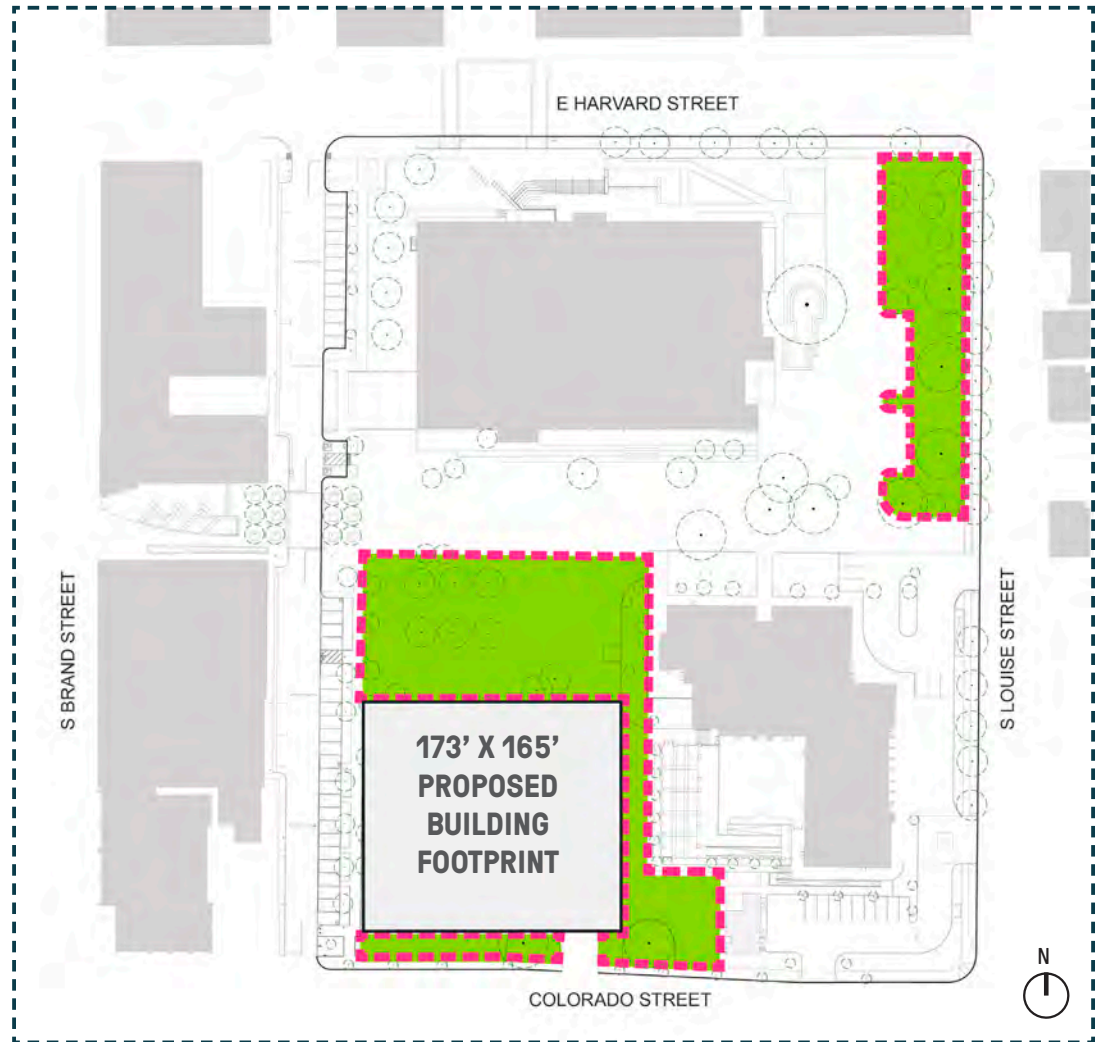 E HARVARD STREET
S BRAND STREET
S LOUISE STREET
173’ X 165’
PROPOSED
BUILDING
FOOTPRINT
N
COLORADO STREET